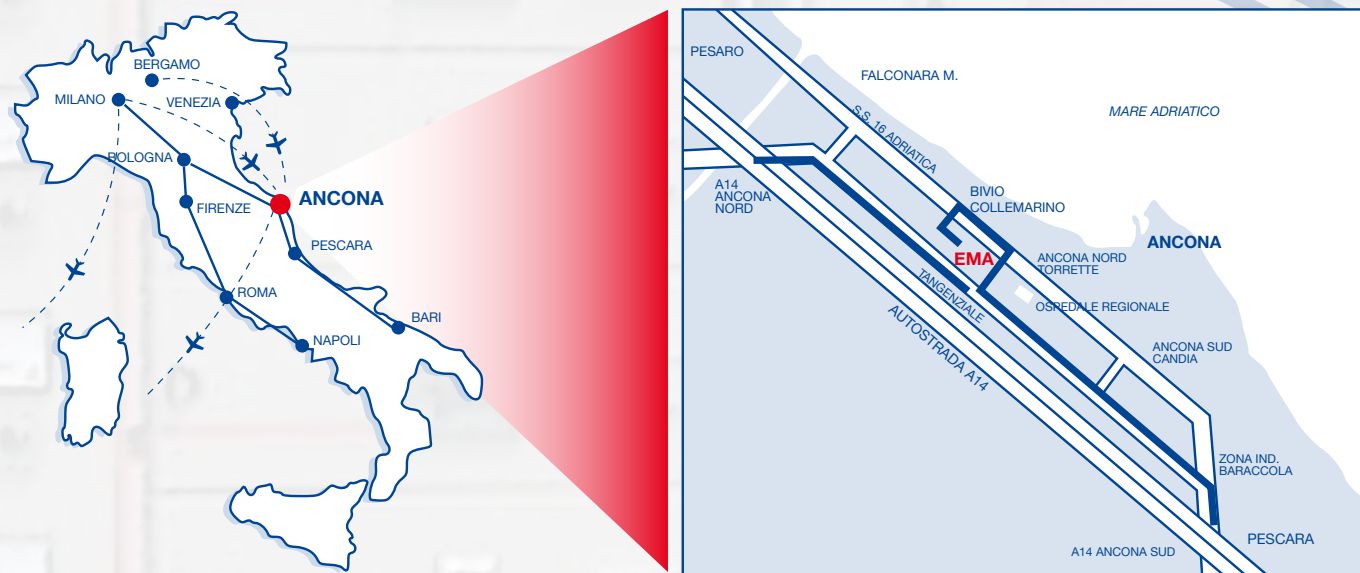 BERGAMO
MILANO
VENEZIA
BOLOGNA
FIRENZE
ANCONA
PESCARA
ROMA
BARI
NAPOLI
PESARO
FALCONARA M.
MARE ADRIATICO
S.S. 16 ADRIATICA
A14
ANCONA
NORD
BIVIO
COLLEMARINO
ANCONA
EMA
ANCONA NORD
TORRETTE
TANGENZIALE
OSPEDALE REGIONALE
AUTOSTRADA A14
ANCONA SUD
CANDIA
ZONA IND.
BARACCOLA
PESCARA
A14 ANCONA SUD